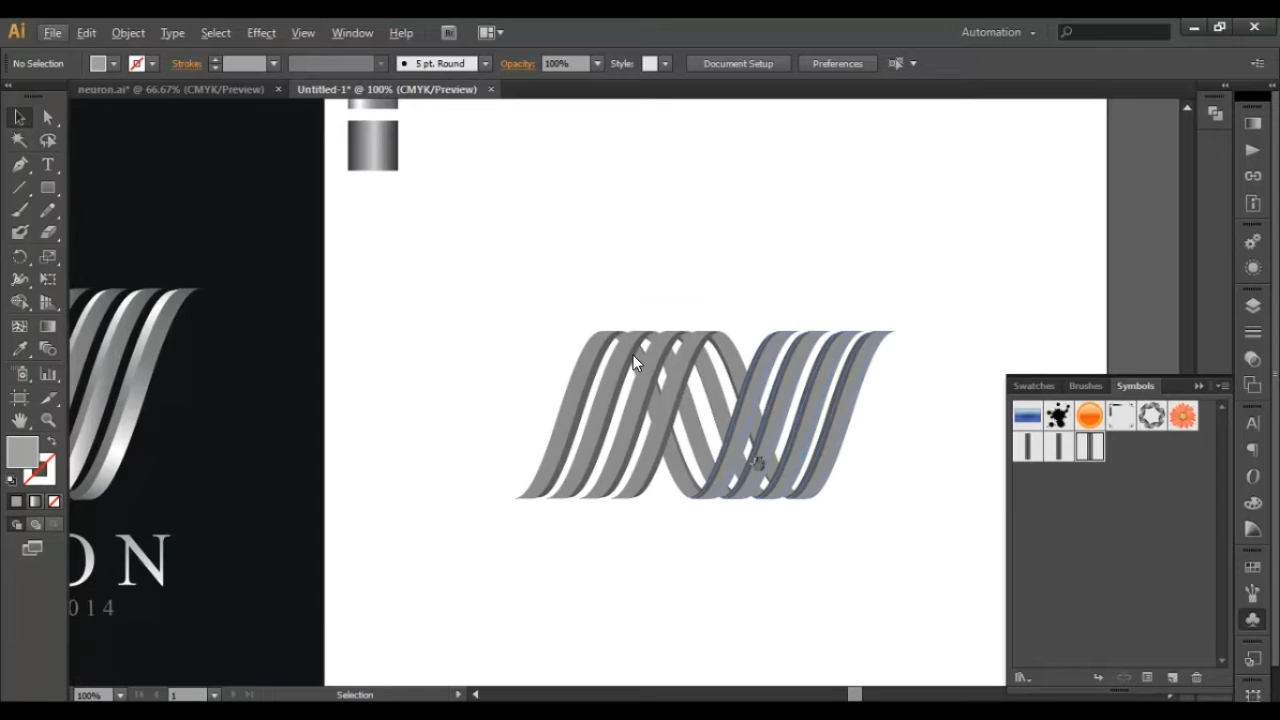 Ai File Edit Object Type Select Effect View Window Help Br Automation
No Selection Stroke: 5 pt. Round Opacity: 100% Style: Document Setup Preferences
neuron.ai* @ 66.67% (CMYK/Preview) × Untitled-1* @ 100% (CMYK/Preview) ×
Swatches Brushes Symbols
ON
014
100% 1 Selection